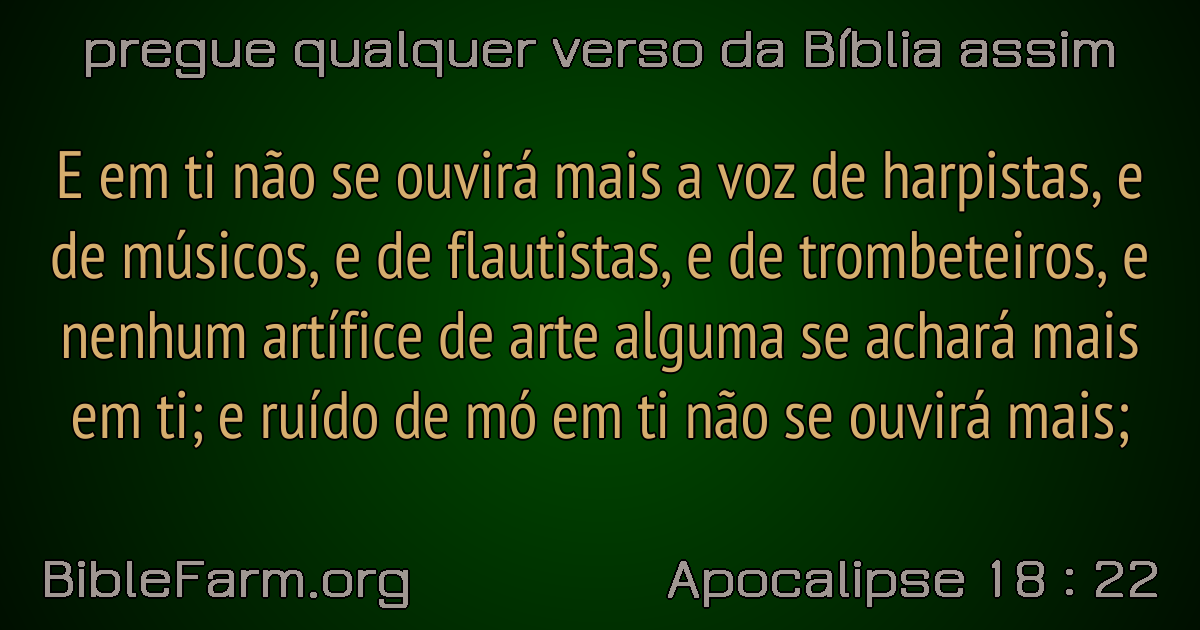 pregue qualquer verso da Bíblia assim
E em ti não se ouvirá mais a voz de harpistas, e
de músicos, e de flautistas, e de trombeteiros, e
nenhum artífice de arte alguma se achará mais
em ti; e ruído de mó em ti não se ouvirá mais;
BibleFarm.org
Apocalipse 18 : 22